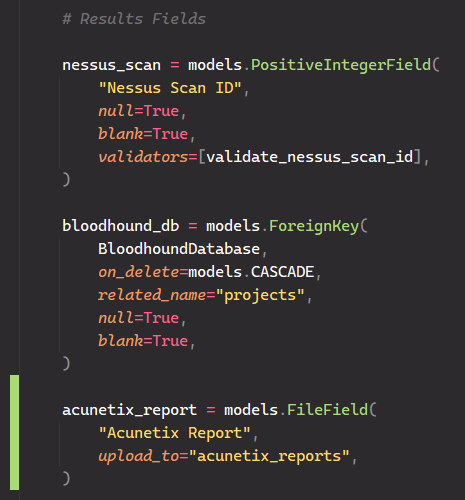 # Results Fields
nessus_scan = models.PositiveIntegerField(
"Nessus Scan ID",
null=True,
blank=True,
validators=[validate_nessus_scan_id],
)
bloodhound_db = models.ForeignKey(
BloodhoundDatabase,
on_delete=models.CASCADE,
related_name="projects",
null=True,
blank=True,
)
acunetix_report = models.FileField(
"Acunetix Report",
upload_to="acunetix_reports",
)